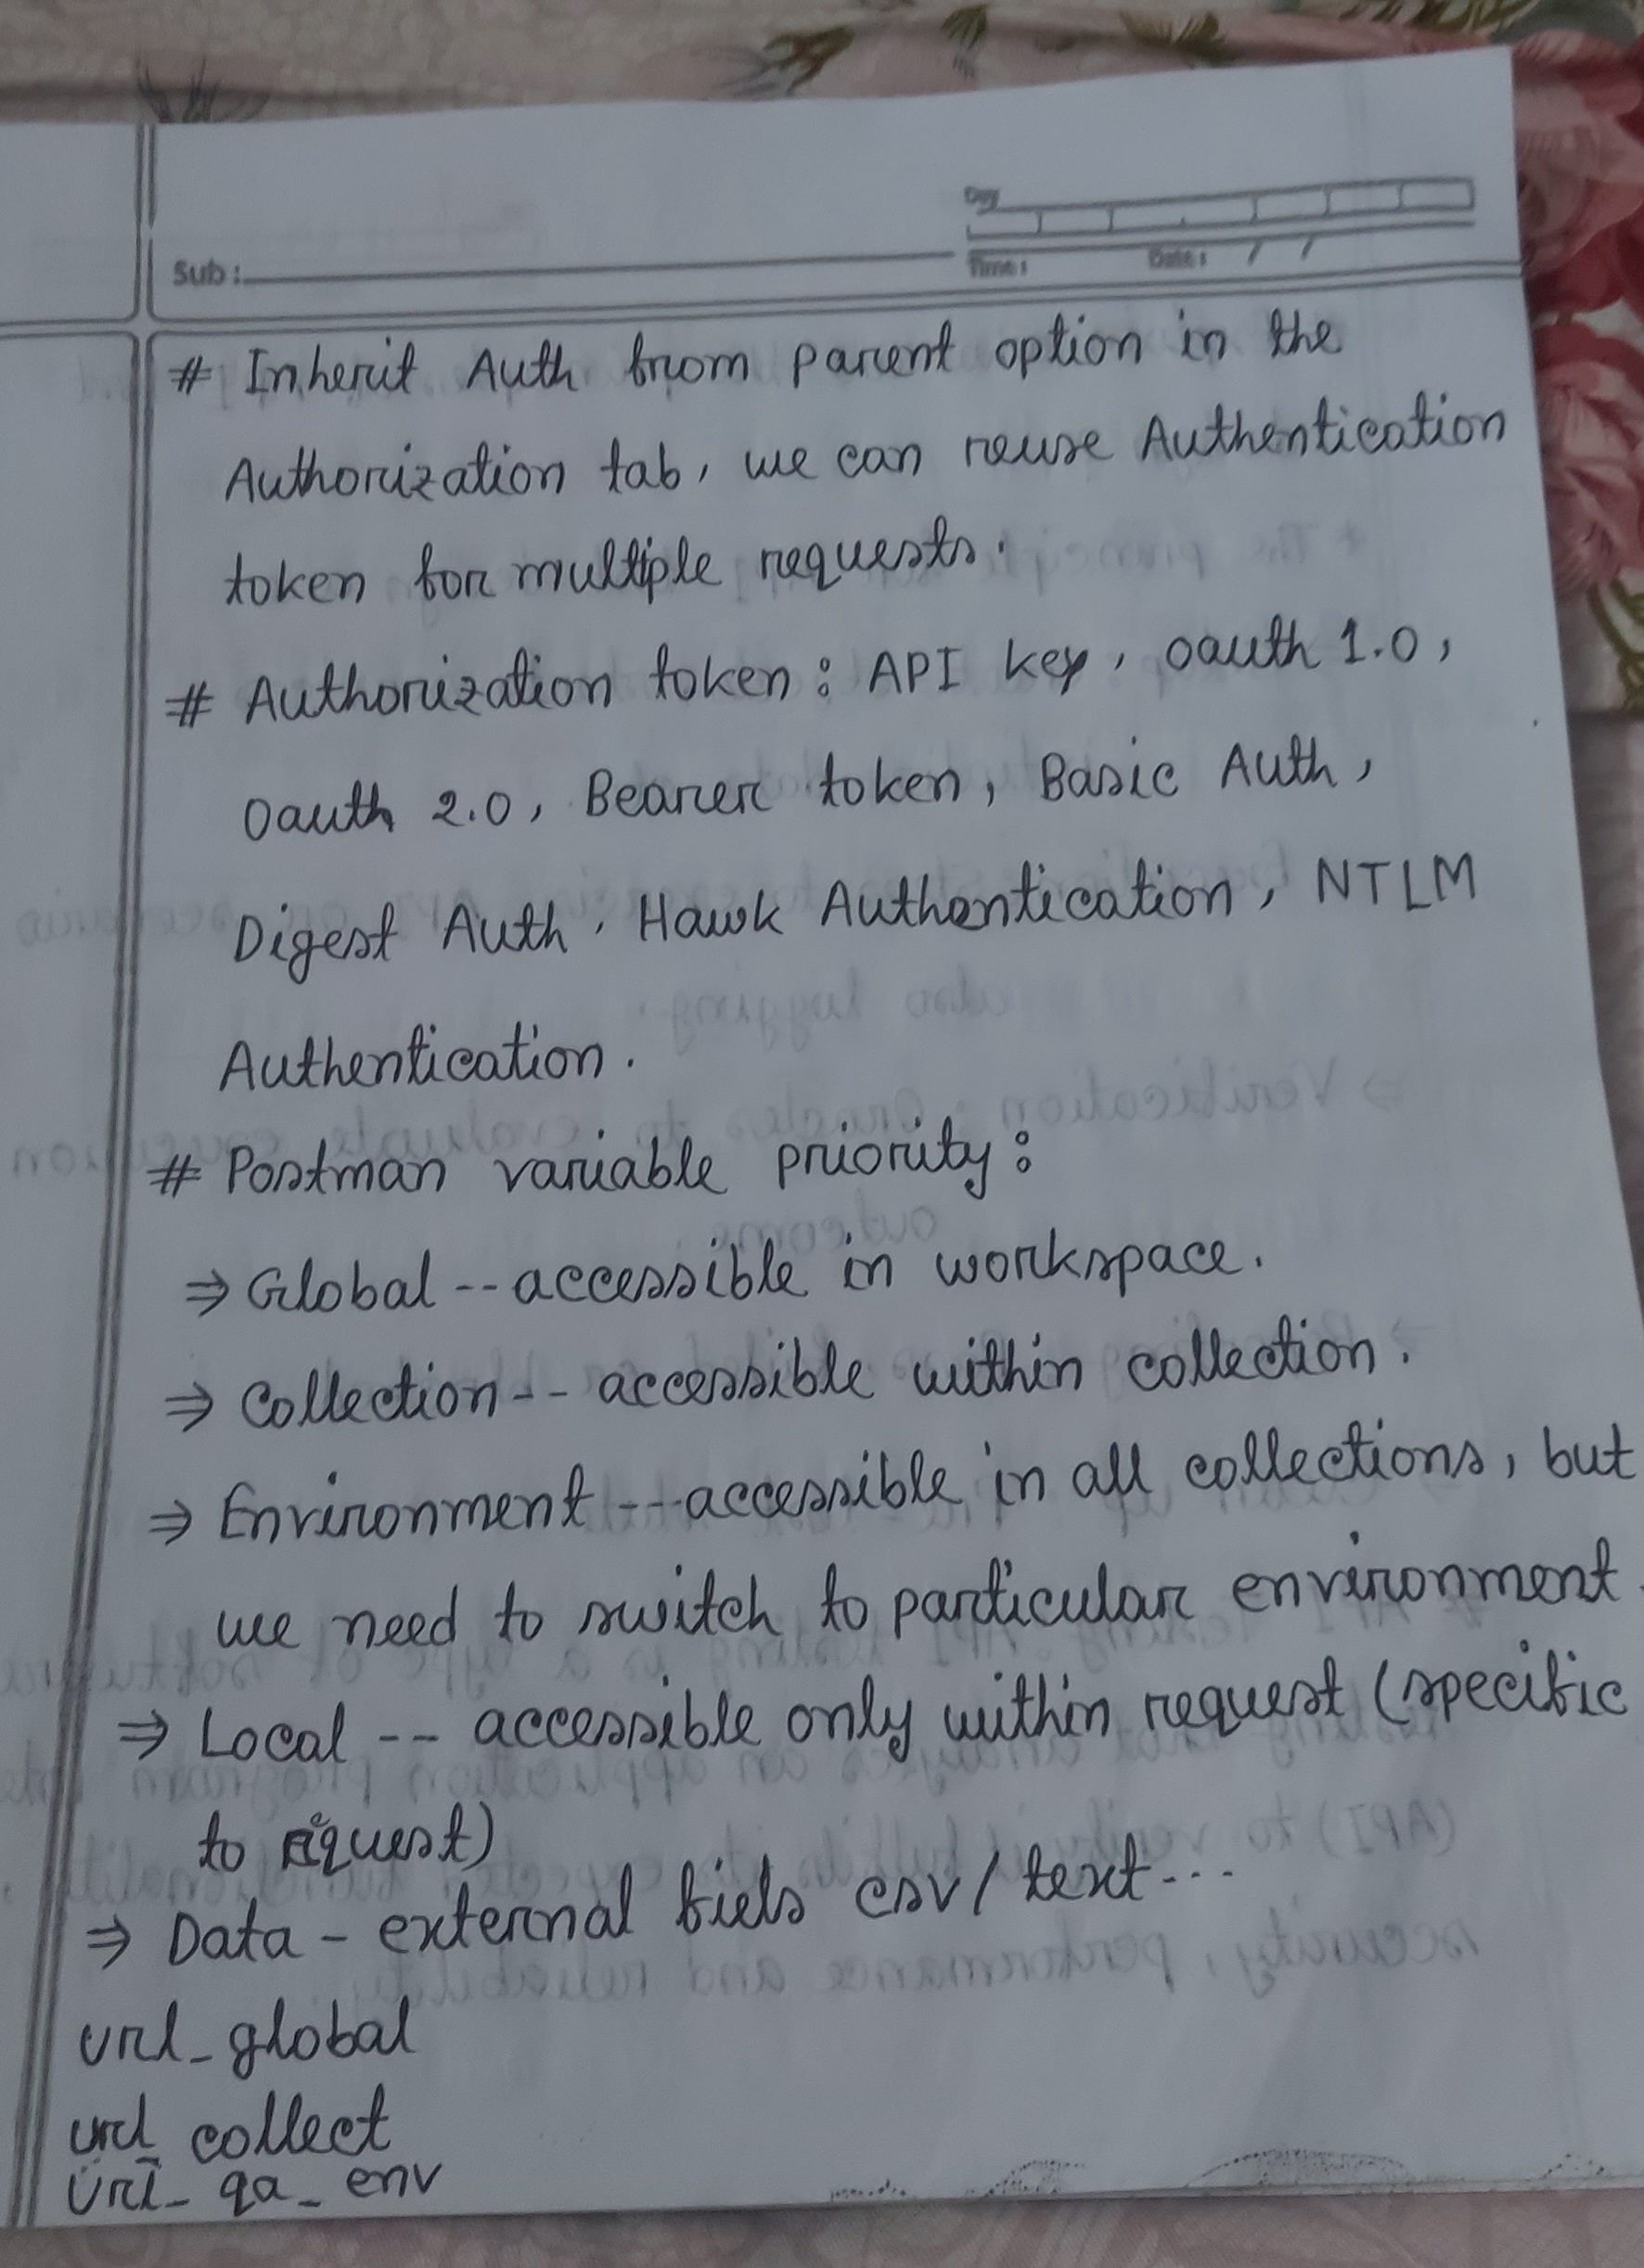 Day
Sub :
Time : Date : / /
# Inherit Auth from parent option in the
Authorization tab, we can reuse Authentication
token for multiple requests.
# Authorization token : API key, oauth 1.0,
Oauth 2.0, Bearer token, Basic Auth,
Digest Auth, Hawk Authentication, NTLM
Authentication.
# Postman variable priority :
⇒ Global -- accessible in workspace.
⇒ Collection -- accessible within collection.
⇒ Environment --- accessible in all collections, but
we need to switch to particular environment.
⇒ Local -- accessible only within request (specific
to request)
⇒ Data - external fiels csv / text ...
url_global
url_collect
url_qa_env